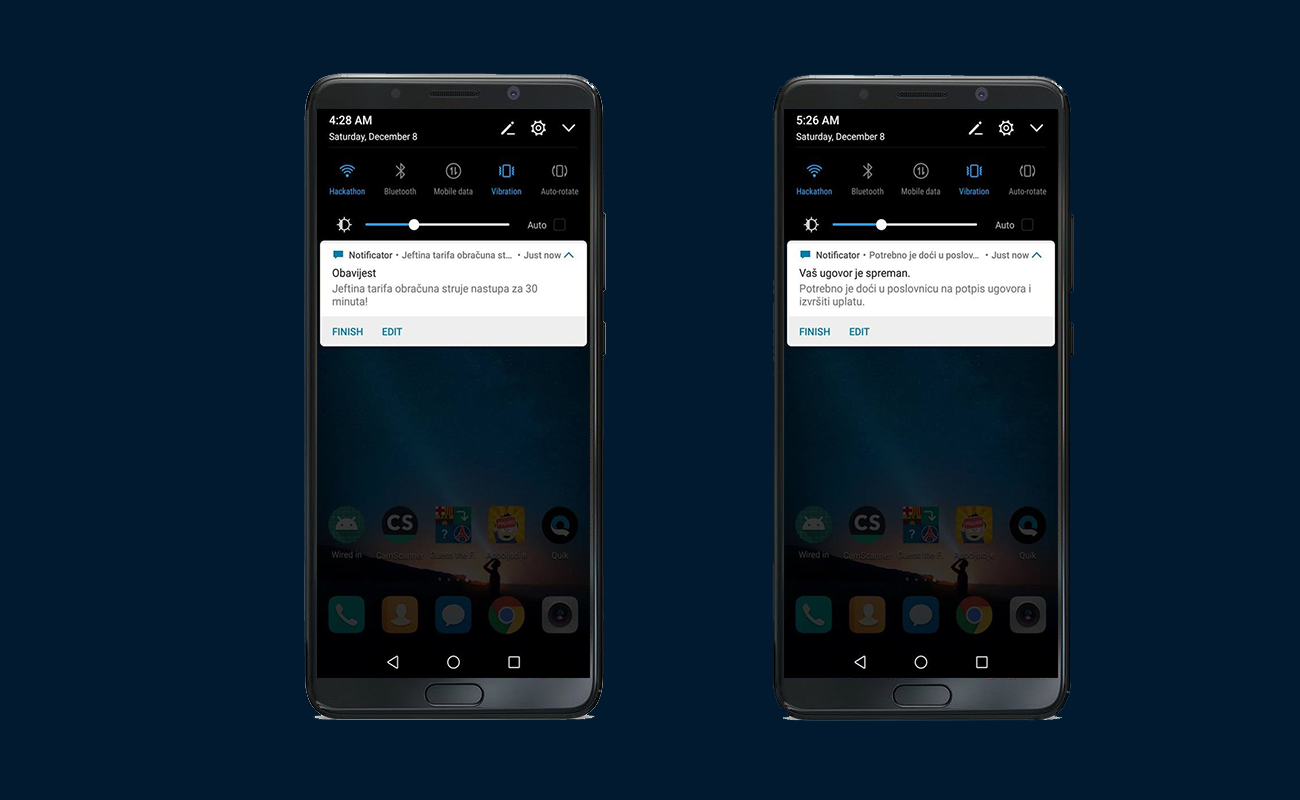 4:28 AM
Saturday, December 8
Hackathon
Bluetooth
Mobile data
Vibration
Auto-rotate
Auto
Notificator • Jeftina tarifa obračuna st... • Just now
Obavijest
Jeftina tarifa obračuna struje nastupa za 30
minuta!
FINISH EDIT
Wired in
CS
CamScanner
?
Guess the F..
Quik
5:26 AM
Saturday, December 8
Hackathon
Bluetooth
Mobile data
Vibration
Auto-rotate
Auto
Notificator • Potrebno je doći u poslov... • Just now
Vaš ugovor je spreman.
Potrebno je doći u poslovnicu na potpis ugovora i
izvršiti uplatu.
FINISH EDIT
Wired in
CS
CamScanner
?
Guess the F..
Quik